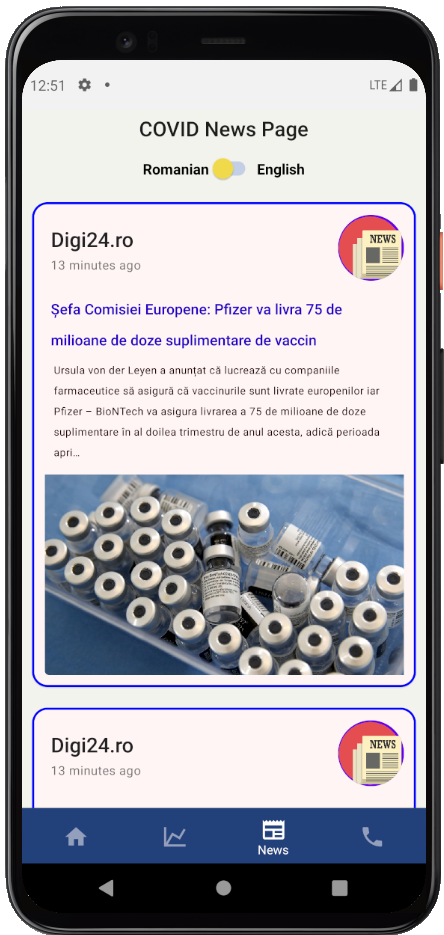 12:51
LTE
COVID News Page
Romanian English
Digi24.ro
13 minutes ago
NEWS
Șefa Comisiei Europene: Pfizer va livra 75 de
milioane de doze suplimentare de vaccin
Ursula von der Leyen a anunțat că lucrează cu companiile
farmaceutice să asigură că vaccinurile sunt livrate europenilor iar
Pfizer – BioNTech va asigura livrarea a 75 de milioane de doze
suplimentare în al doilea trimestru de anul acesta, adică perioada
apri...
Digi24.ro
13 minutes ago
NEWS
News